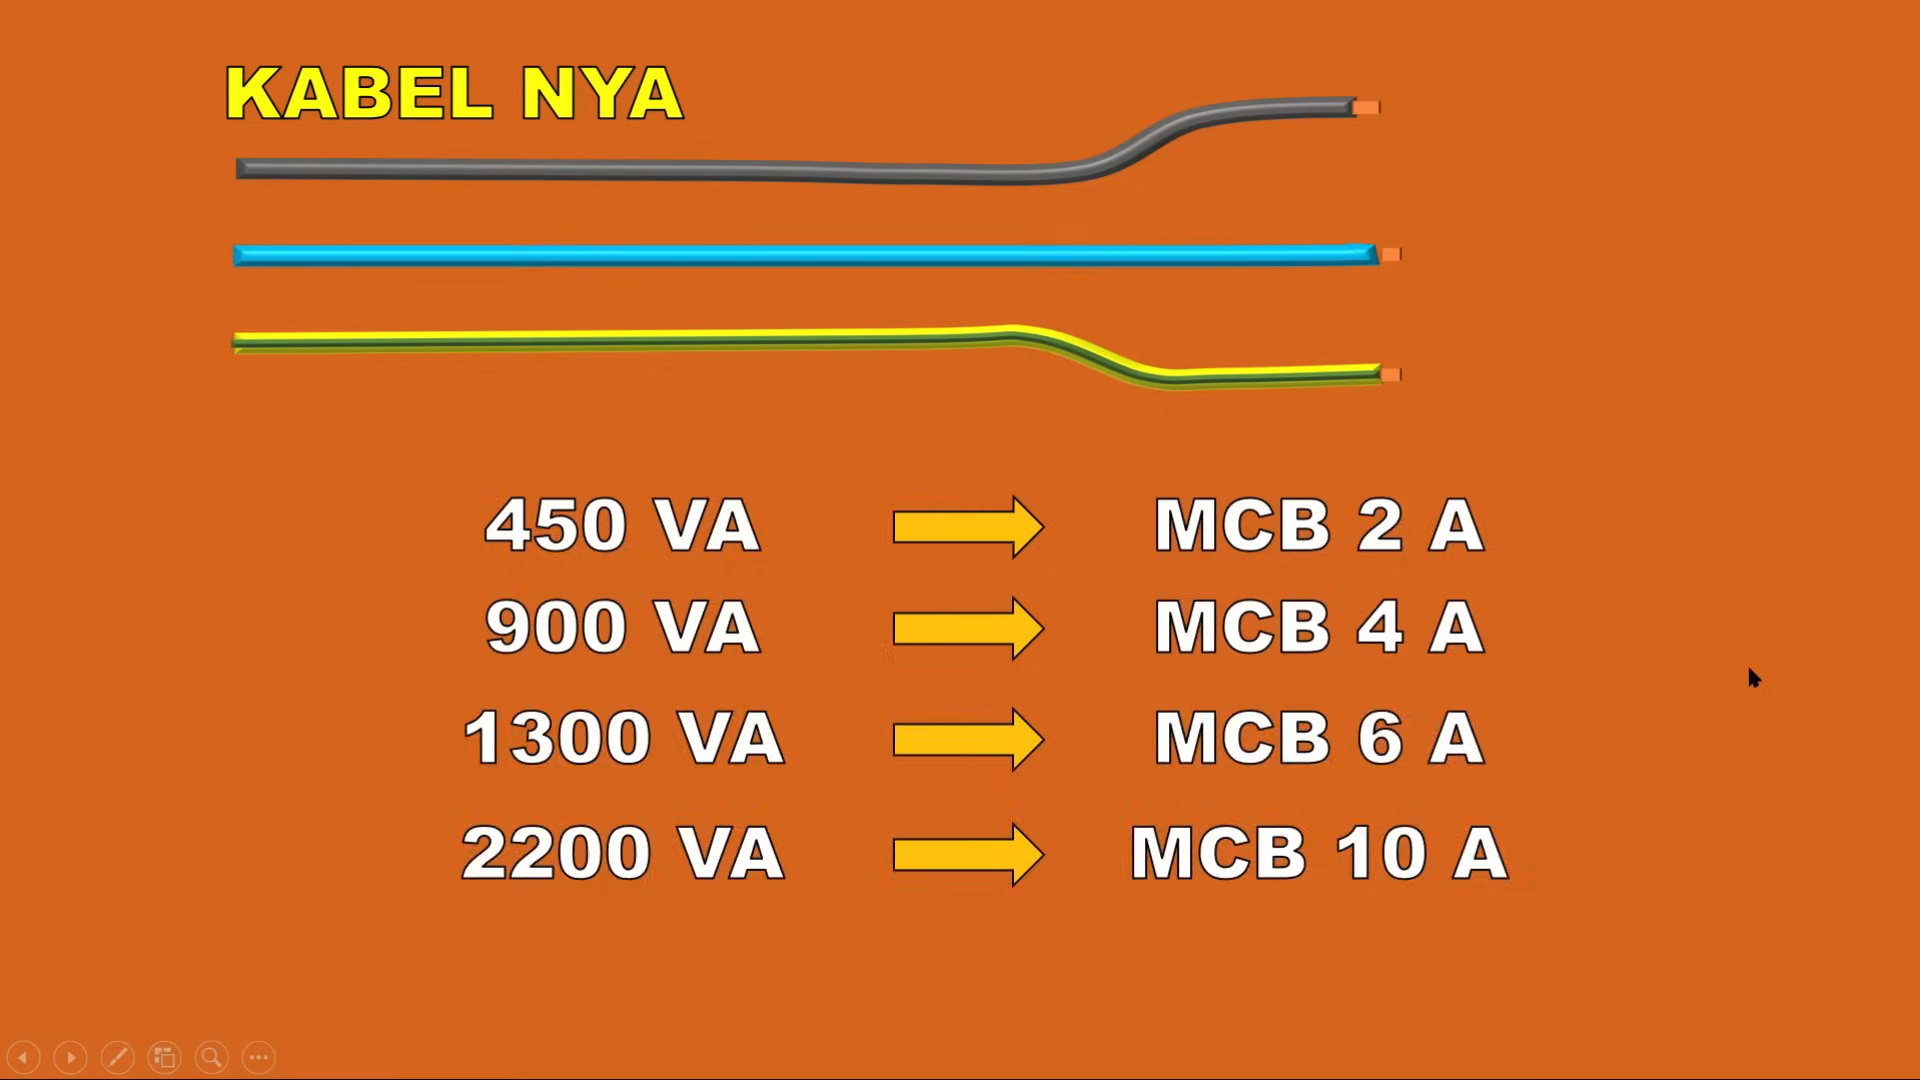 KABEL NYA
450 VA MCB 2 A
900 VA MCB 4 A
1300 VA MCB 6 A
2200 VA MCB 10 A